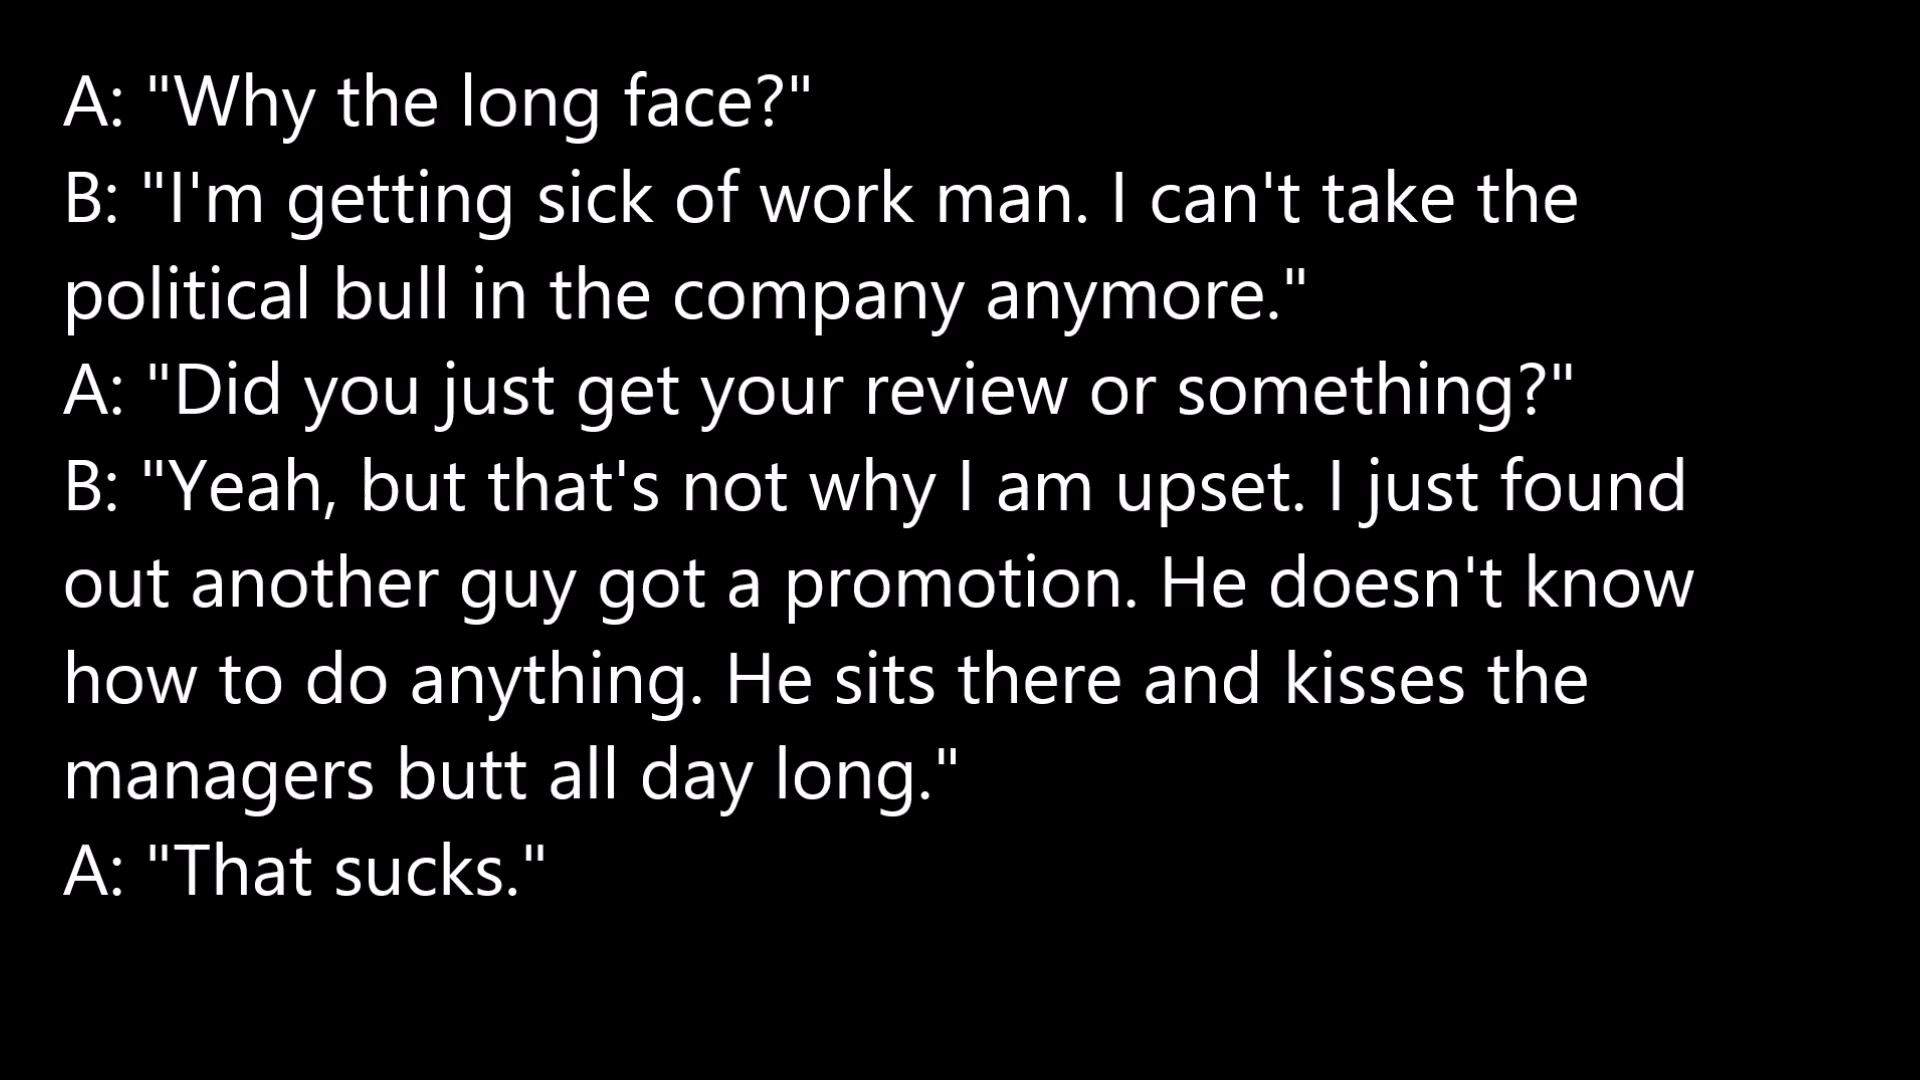 A: "Why the long face?"
B: "I'm getting sick of work man. I can't take the
political bull in the company anymore."
A: "Did you just get your review or something?"
B: "Yeah, but that's not why I am upset. I just found
out another guy got a promotion. He doesn't know
how to do anything. He sits there and kisses the
managers butt all day long."
A: "That sucks."